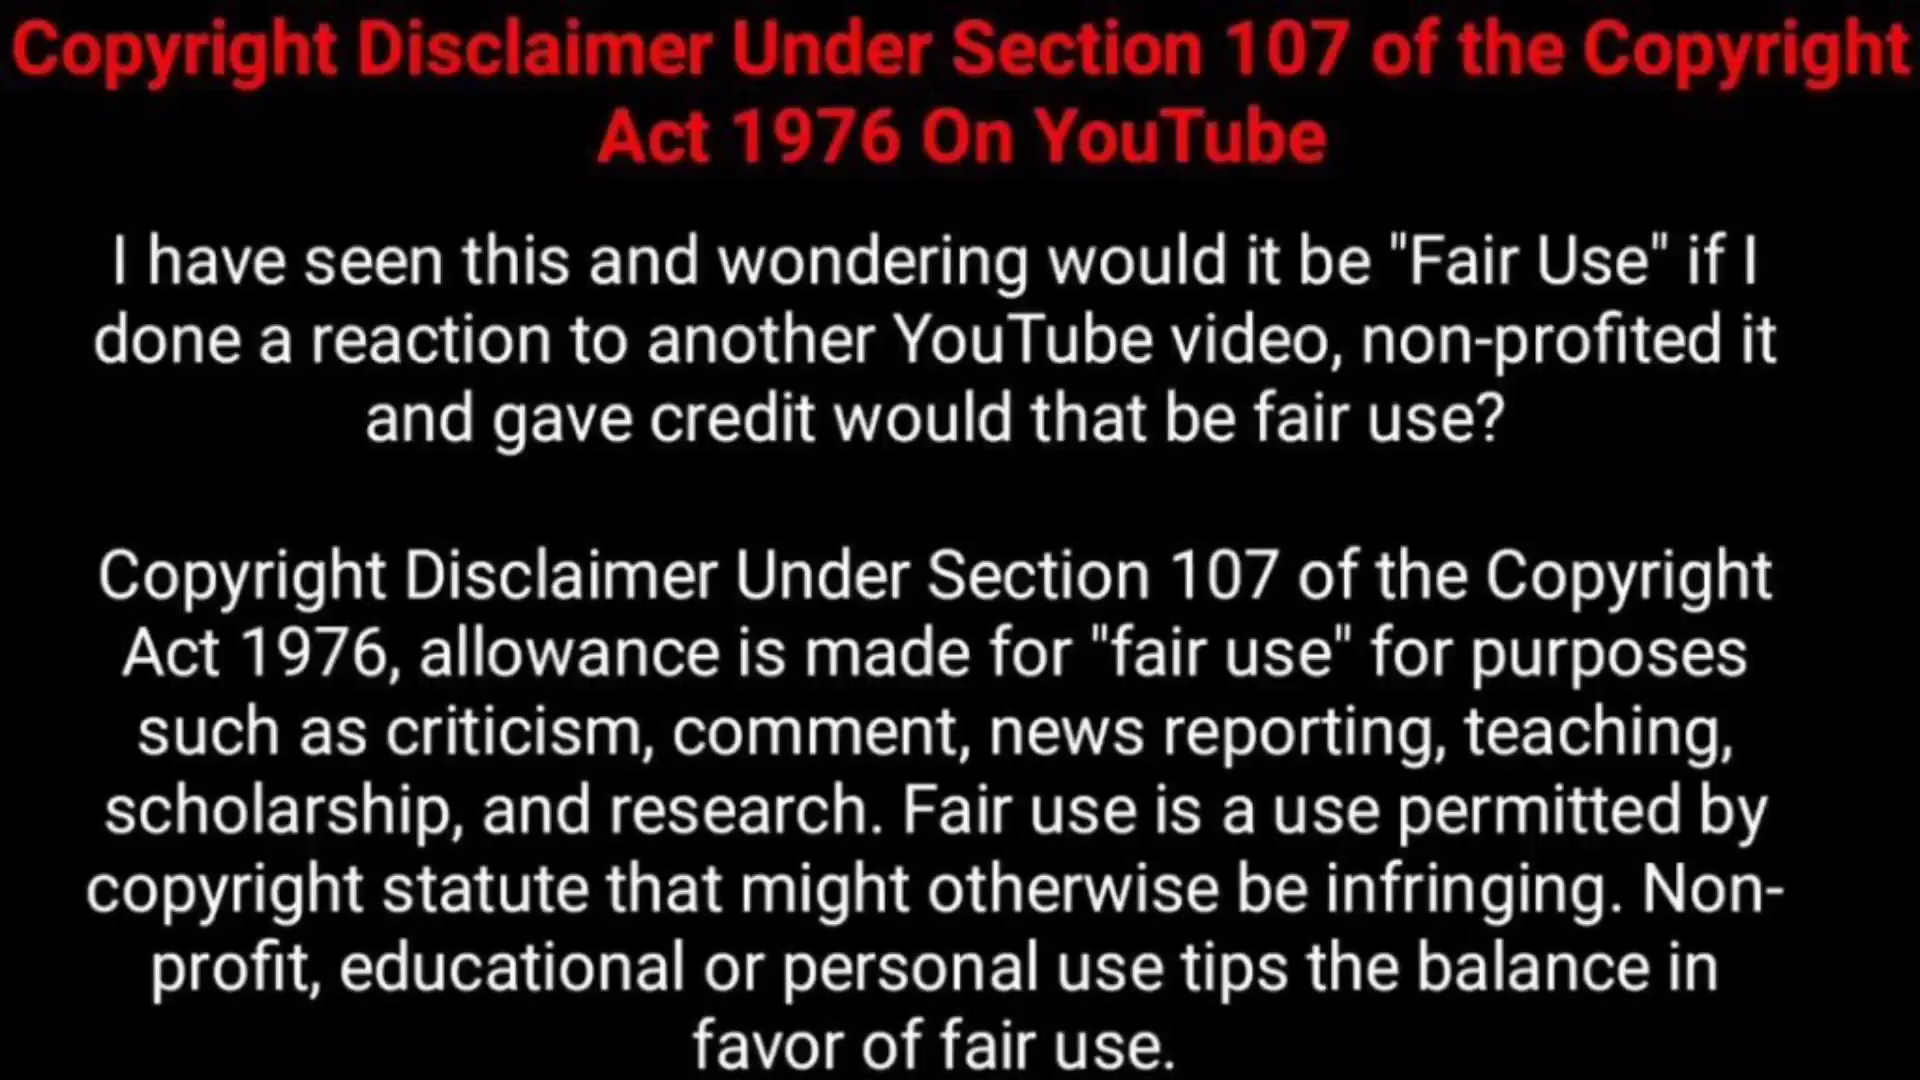 Copyright Disclaimer Under Section 107 of the Copyright
Act 1976 On YouTube
I have seen this and wondering would it be "Fair Use" if I
done a reaction to another YouTube video, non-profited it
and gave credit would that be fair use?
Copyright Disclaimer Under Section 107 of the Copyright
Act 1976, allowance is made for "fair use" for purposes
such as criticism, comment, news reporting, teaching,
scholarship, and research. Fair use is a use permitted by
copyright statute that might otherwise be infringing. Non-
profit, educational or personal use tips the balance in
favor of fair use.